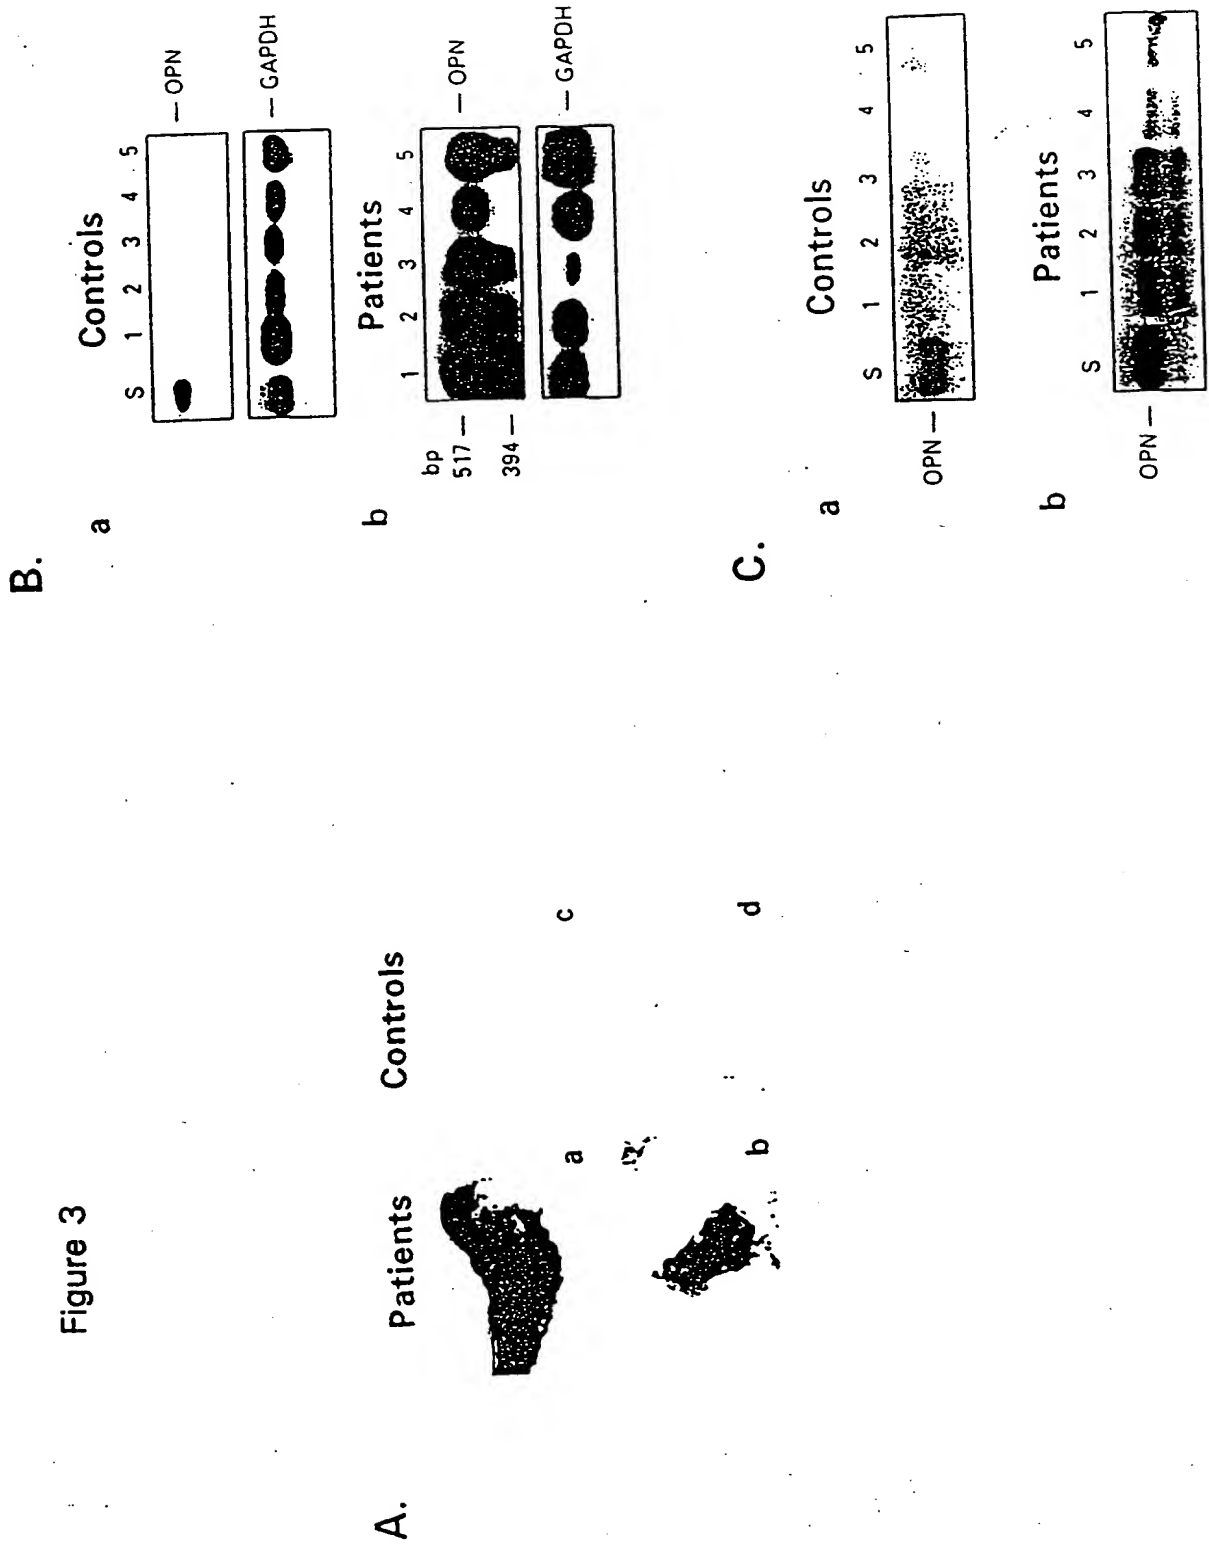 Figure 3
A.
Patients Controls
a c
b d
B.
a
Controls
S 1 2 3 4 5
— OPN
— GAPDH
b
Patients
1 2 3 4 5
bp
517 — — OPN
394 —
— GAPDH
C.
a
Controls
S 1 2 3 4 5
OPN —
b
Patients
S 1 2 3 4 5
OPN —